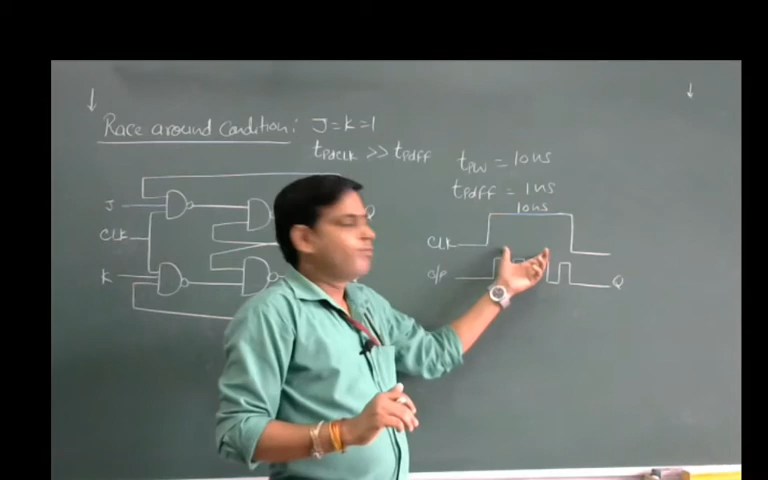 Race around Condition: J=K=1
tpdclk >> tpdff
tpw = 10ns
tpdff = 1ns
10ns
J
CLK
K
Q
CLK
O/P
Q